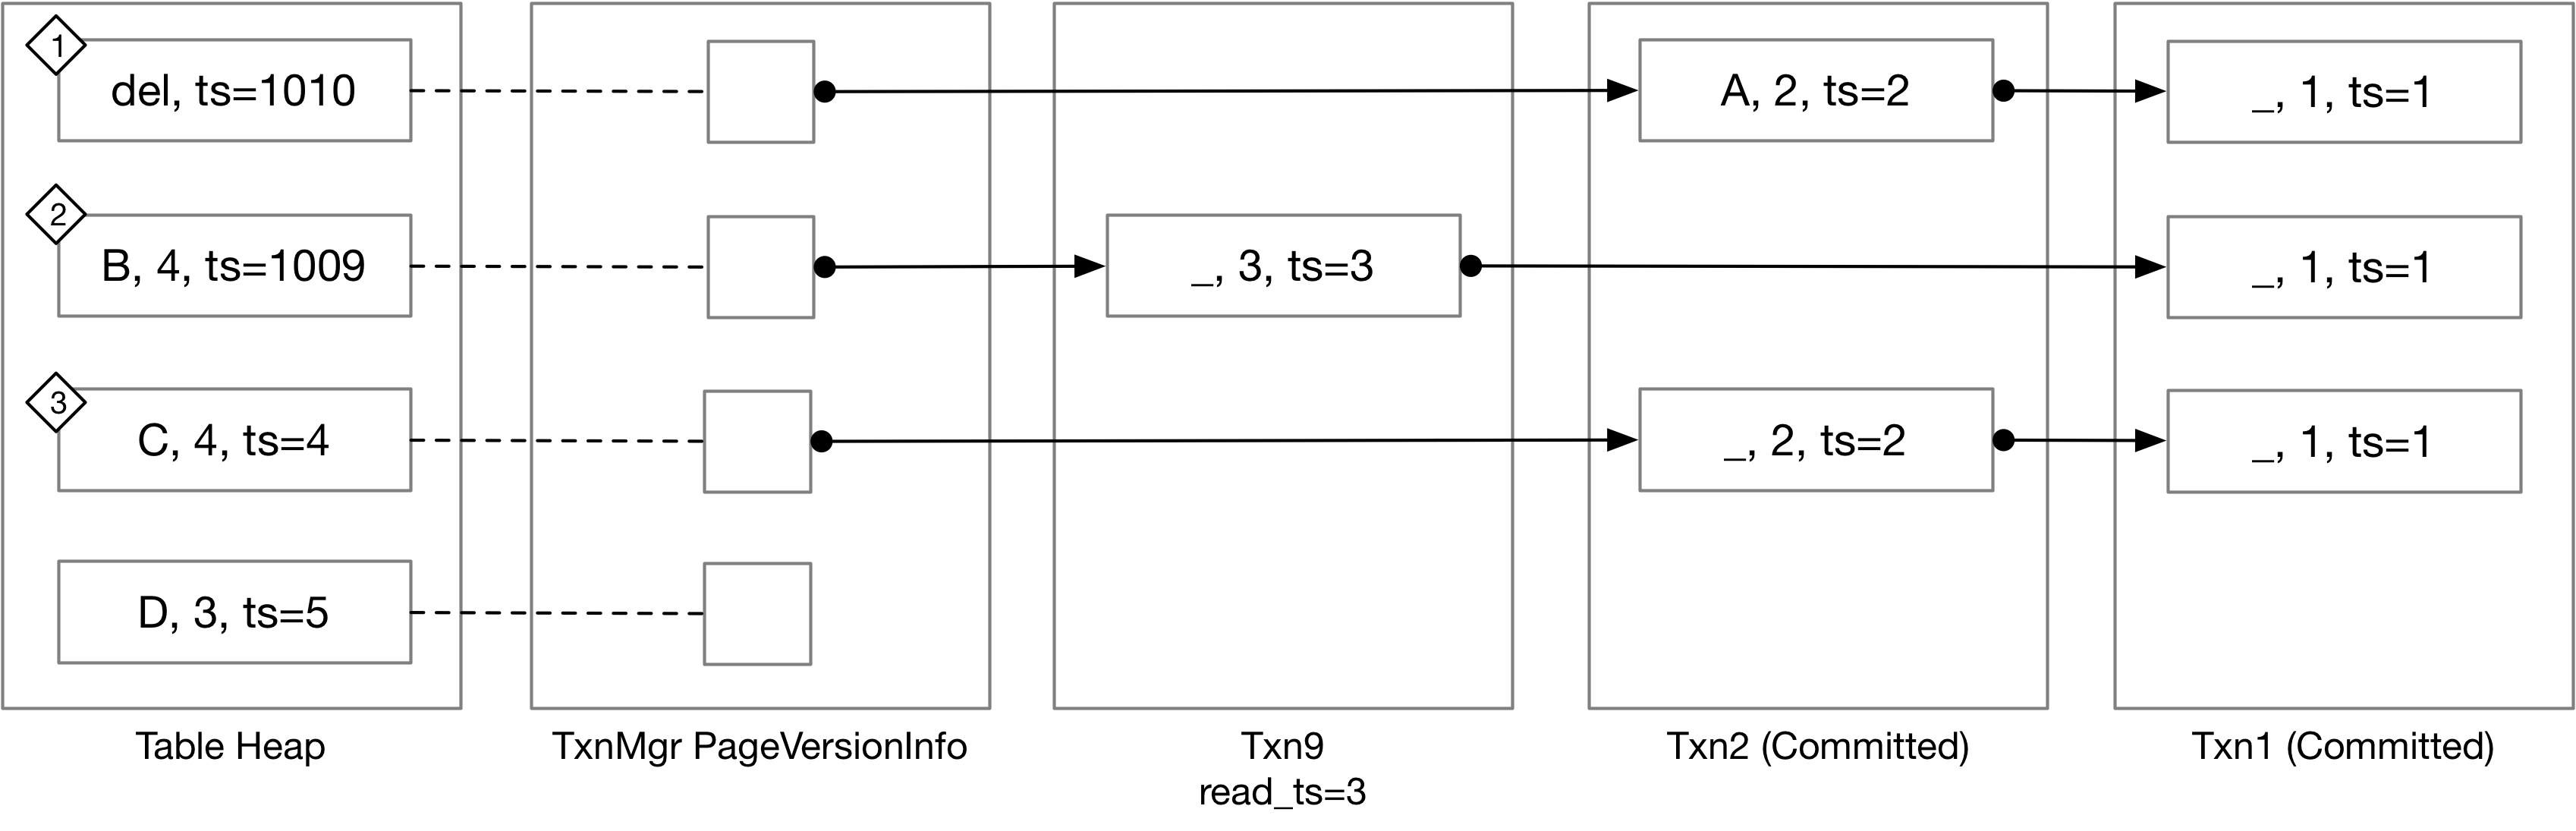 1
del, ts=1010
A, 2, ts=2
_, 1, ts=1
2
B, 4, ts=1009
_, 3, ts=3
_, 1, ts=1
3
C, 4, ts=4
_, 2, ts=2
_, 1, ts=1
D, 3, ts=5
Table Heap
TxnMgr PageVersionInfo
Txn9
read_ts=3
Txn2 (Committed)
Txn1 (Committed)